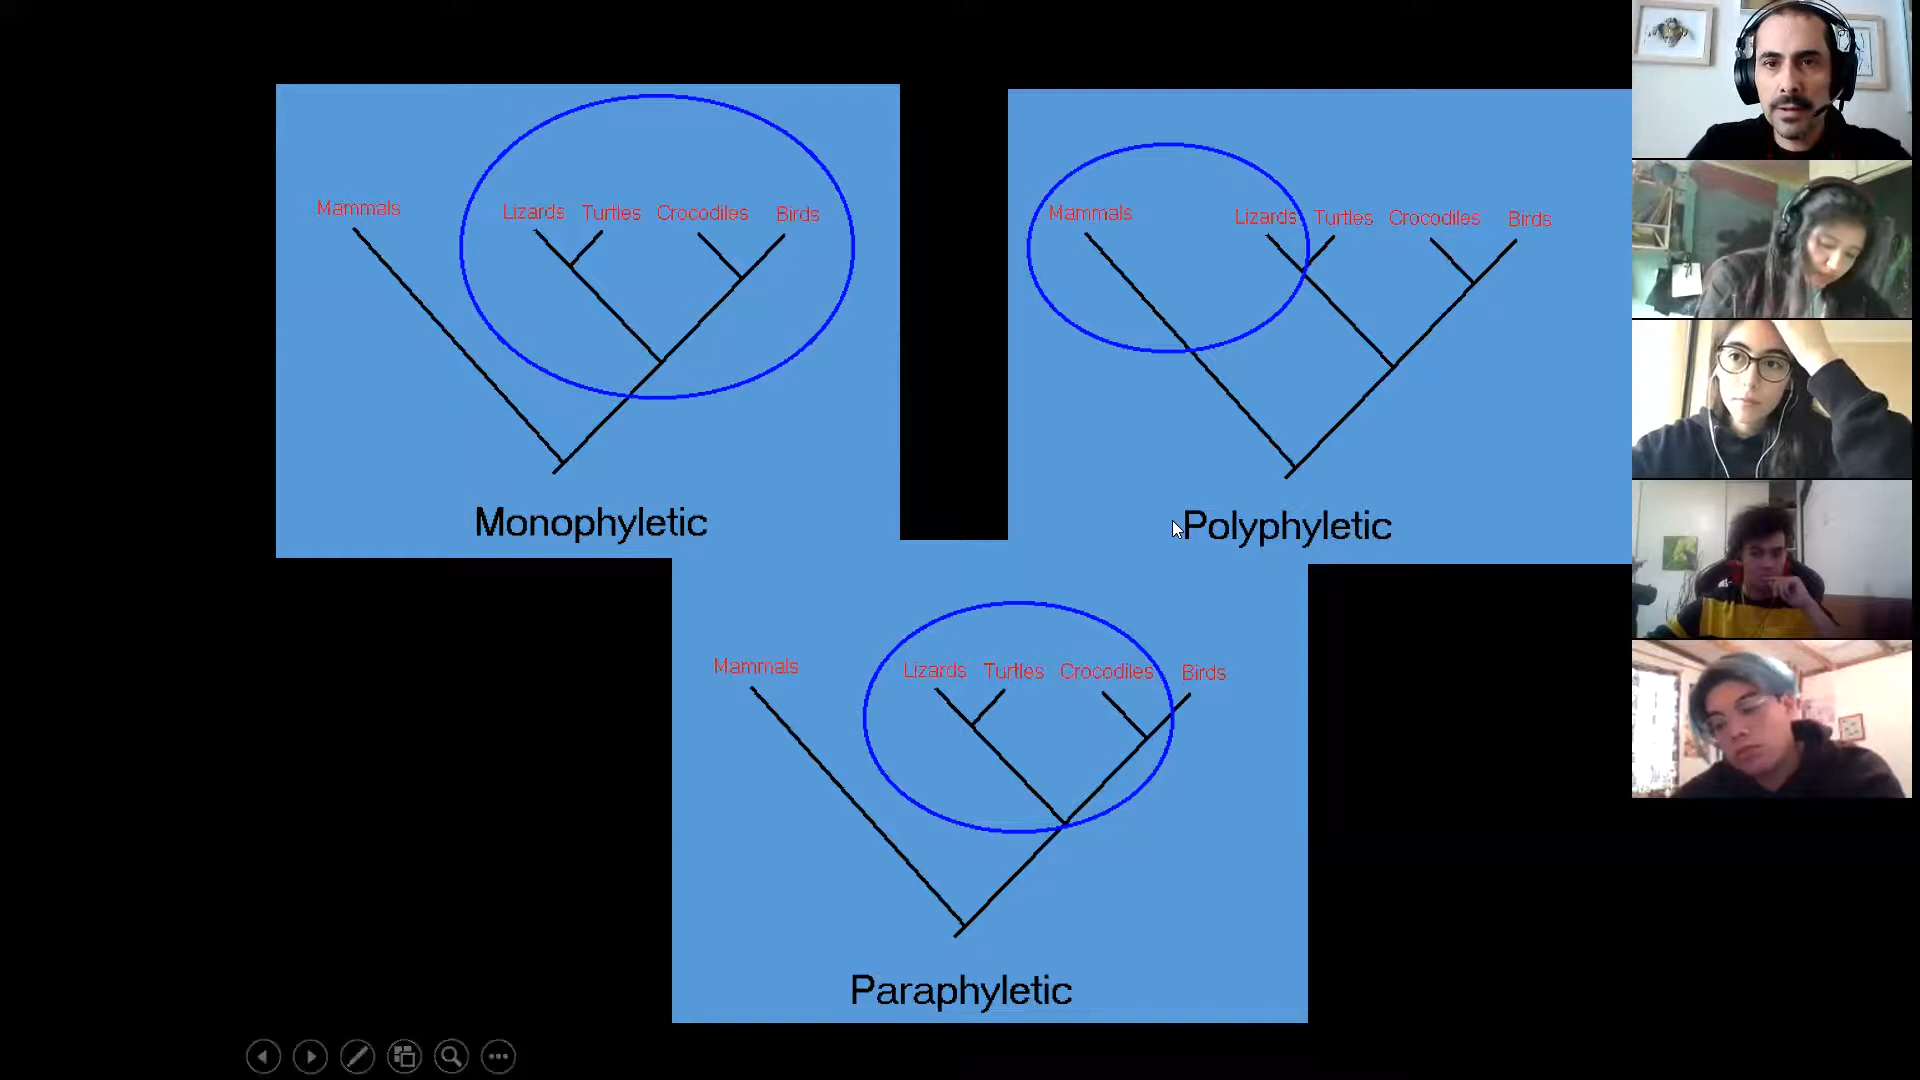 Mammals
Lizards Turtles Crocodiles Birds
Monophyletic
Mammals
Lizards Turtles Crocodiles Birds
Polyphyletic
Mammals
Lizards Turtles Crocodiles Birds
Paraphyletic